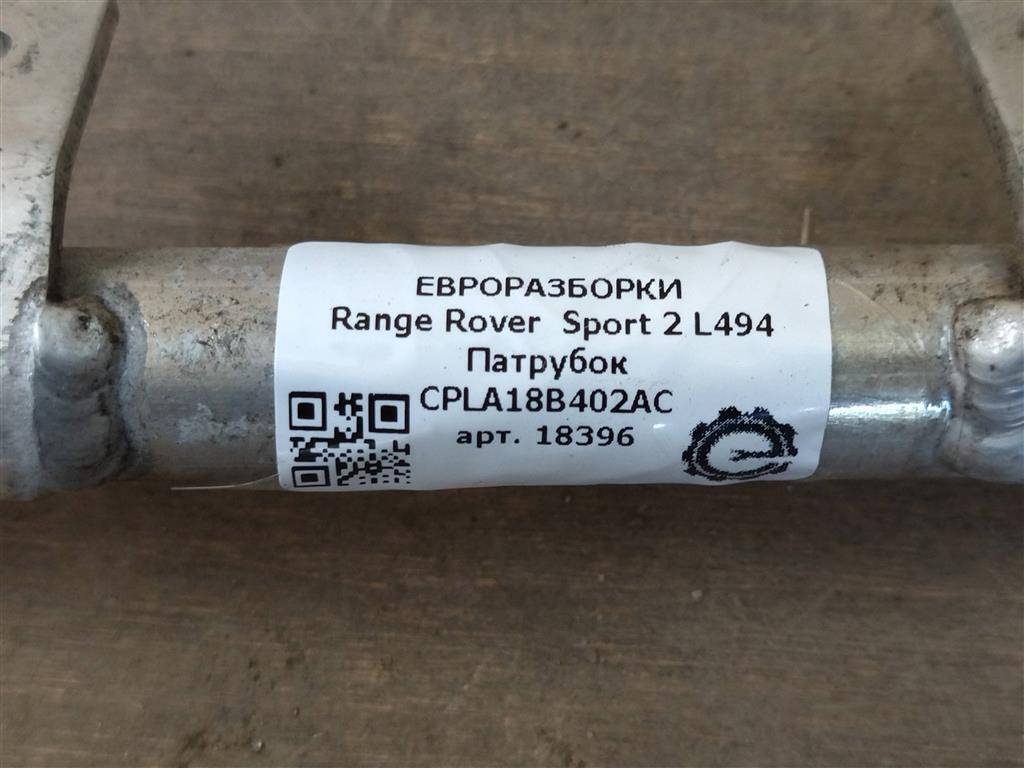 ЕВРОРАЗБОРКИ
Range Rover Sport 2 L494
Патрубок
CPLA18B402AC
арт. 18396